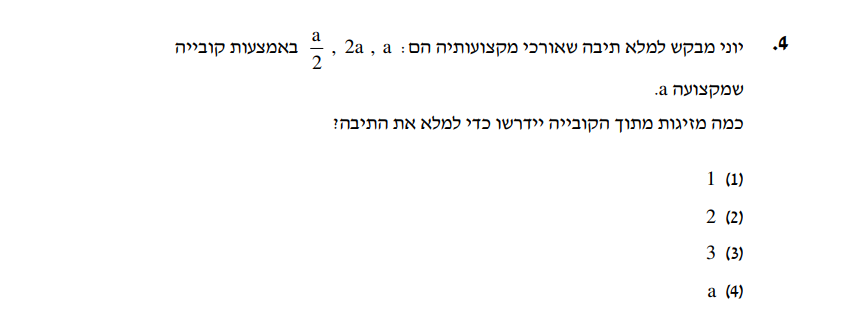 4. יוני מבקש למלא תיבה שאורכי מקצועותיה הם: a , 2a , a/2 באמצעות קובייה
שמקצועה a.
כמה מזיגות מתוך הקובייה יידרשו כדי למלא את התיבה?
(1) 1
(2) 2
(3) 3
(4) a